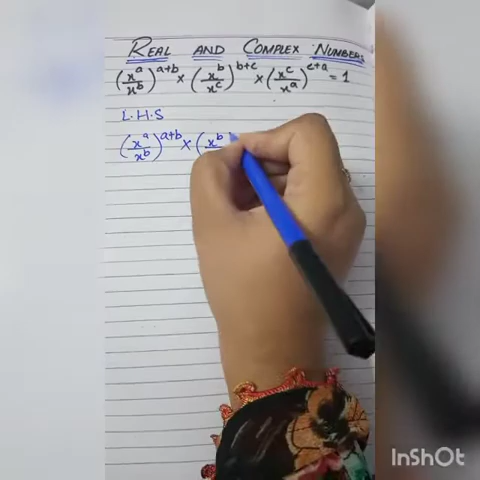 REAL AND COMPLEX NUMBERS
(x^a/x^b)^{a+b} × (x^b/x^c)^{b+c} × (x^c/x^a)^{c+a} = 1
L.H.S
(x^a/x^b)^{a+b} × (x^b
InShOt